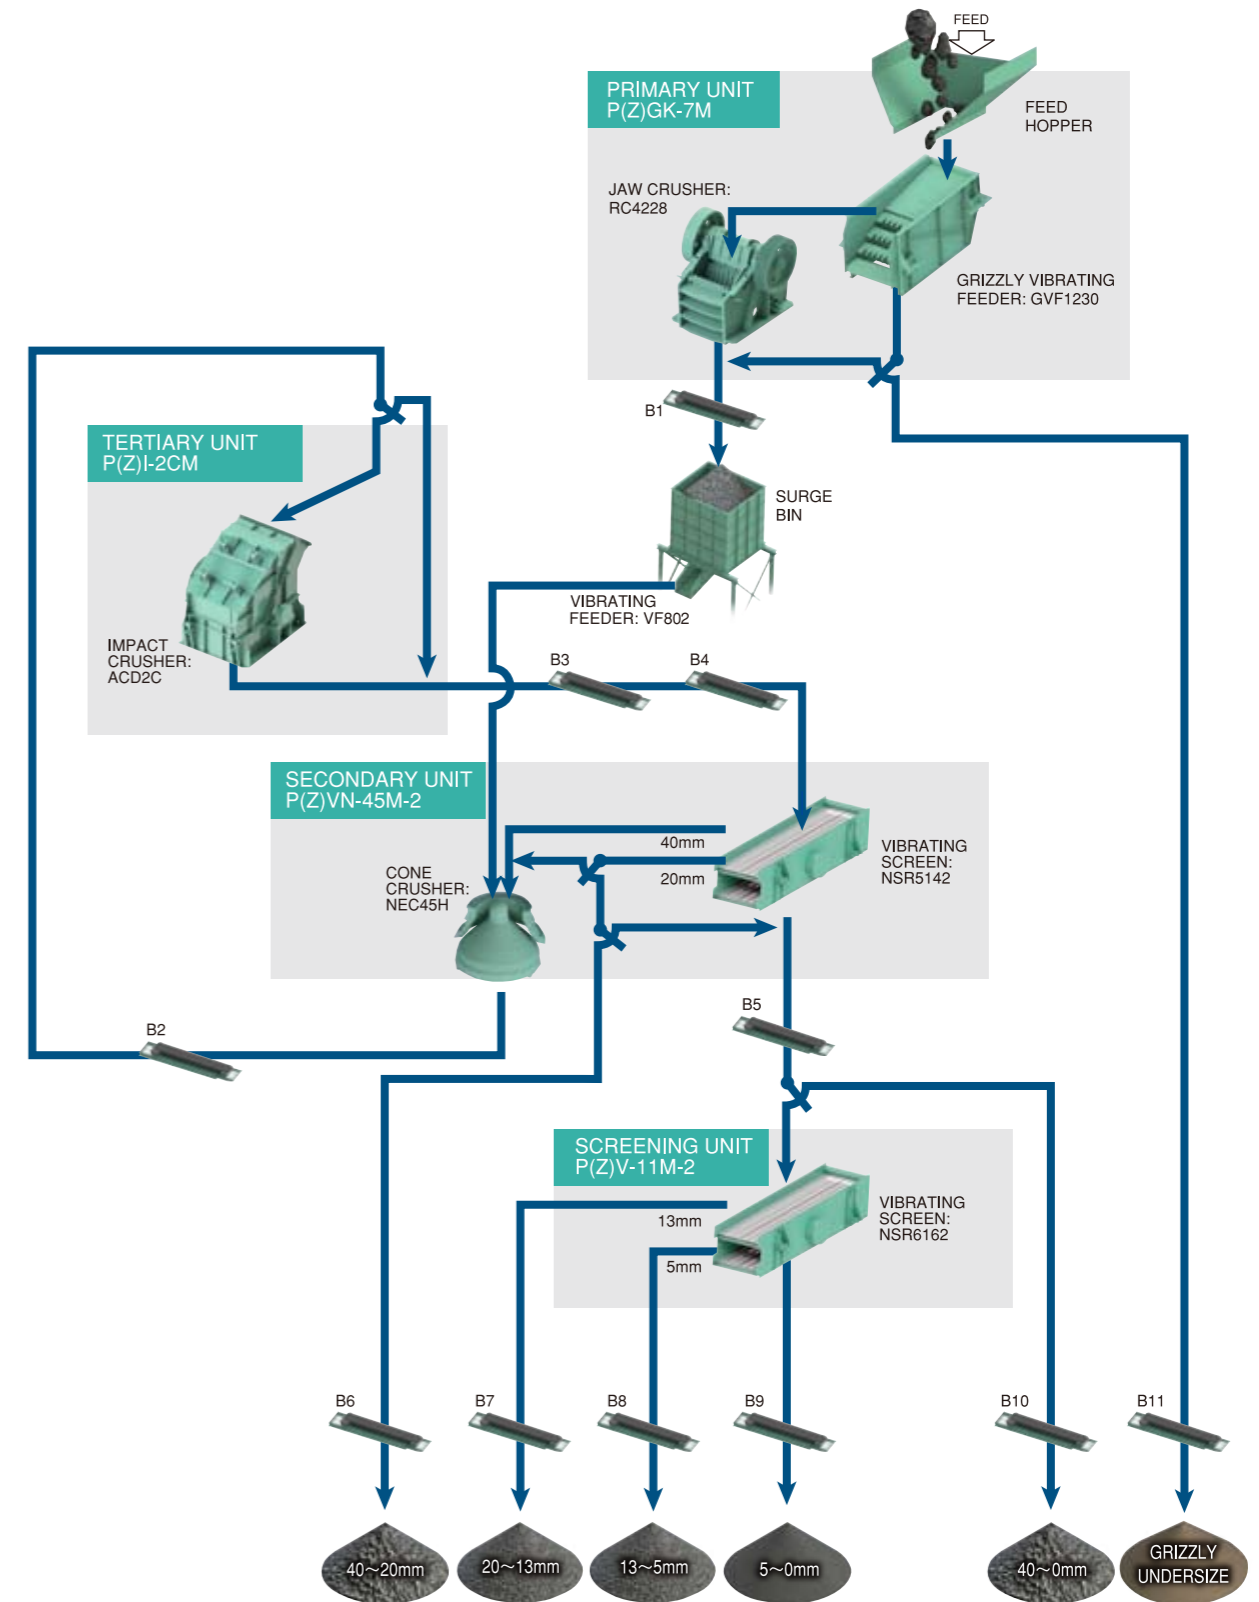 FEED
PRIMARY UNIT
P(Z)GK-7M
FEED
HOPPER
JAW CRUSHER:
RC4228
GRIZZLY VIBRATING
FEEDER: GVF1230
B1
TERTIARY UNIT
P(Z)I-2CM
SURGE
BIN
VIBRATING
FEEDER: VF802
IMPACT
CRUSHER:
ACD2C
B3
B4
SECONDARY UNIT
P(Z)VN-45M-2
40mm
20mm
VIBRATING
SCREEN:
NSR5142
CONE
CRUSHER:
NEC45H
B5
B2
SCREENING UNIT
P(Z)V-11M-2
13mm
5mm
VIBRATING
SCREEN:
NSR6162
B6
B7
B8
B9
B10
B11
40～20mm
20～13mm
13～5mm
5～0mm
40～0mm
GRIZZLY
UNDERSIZE